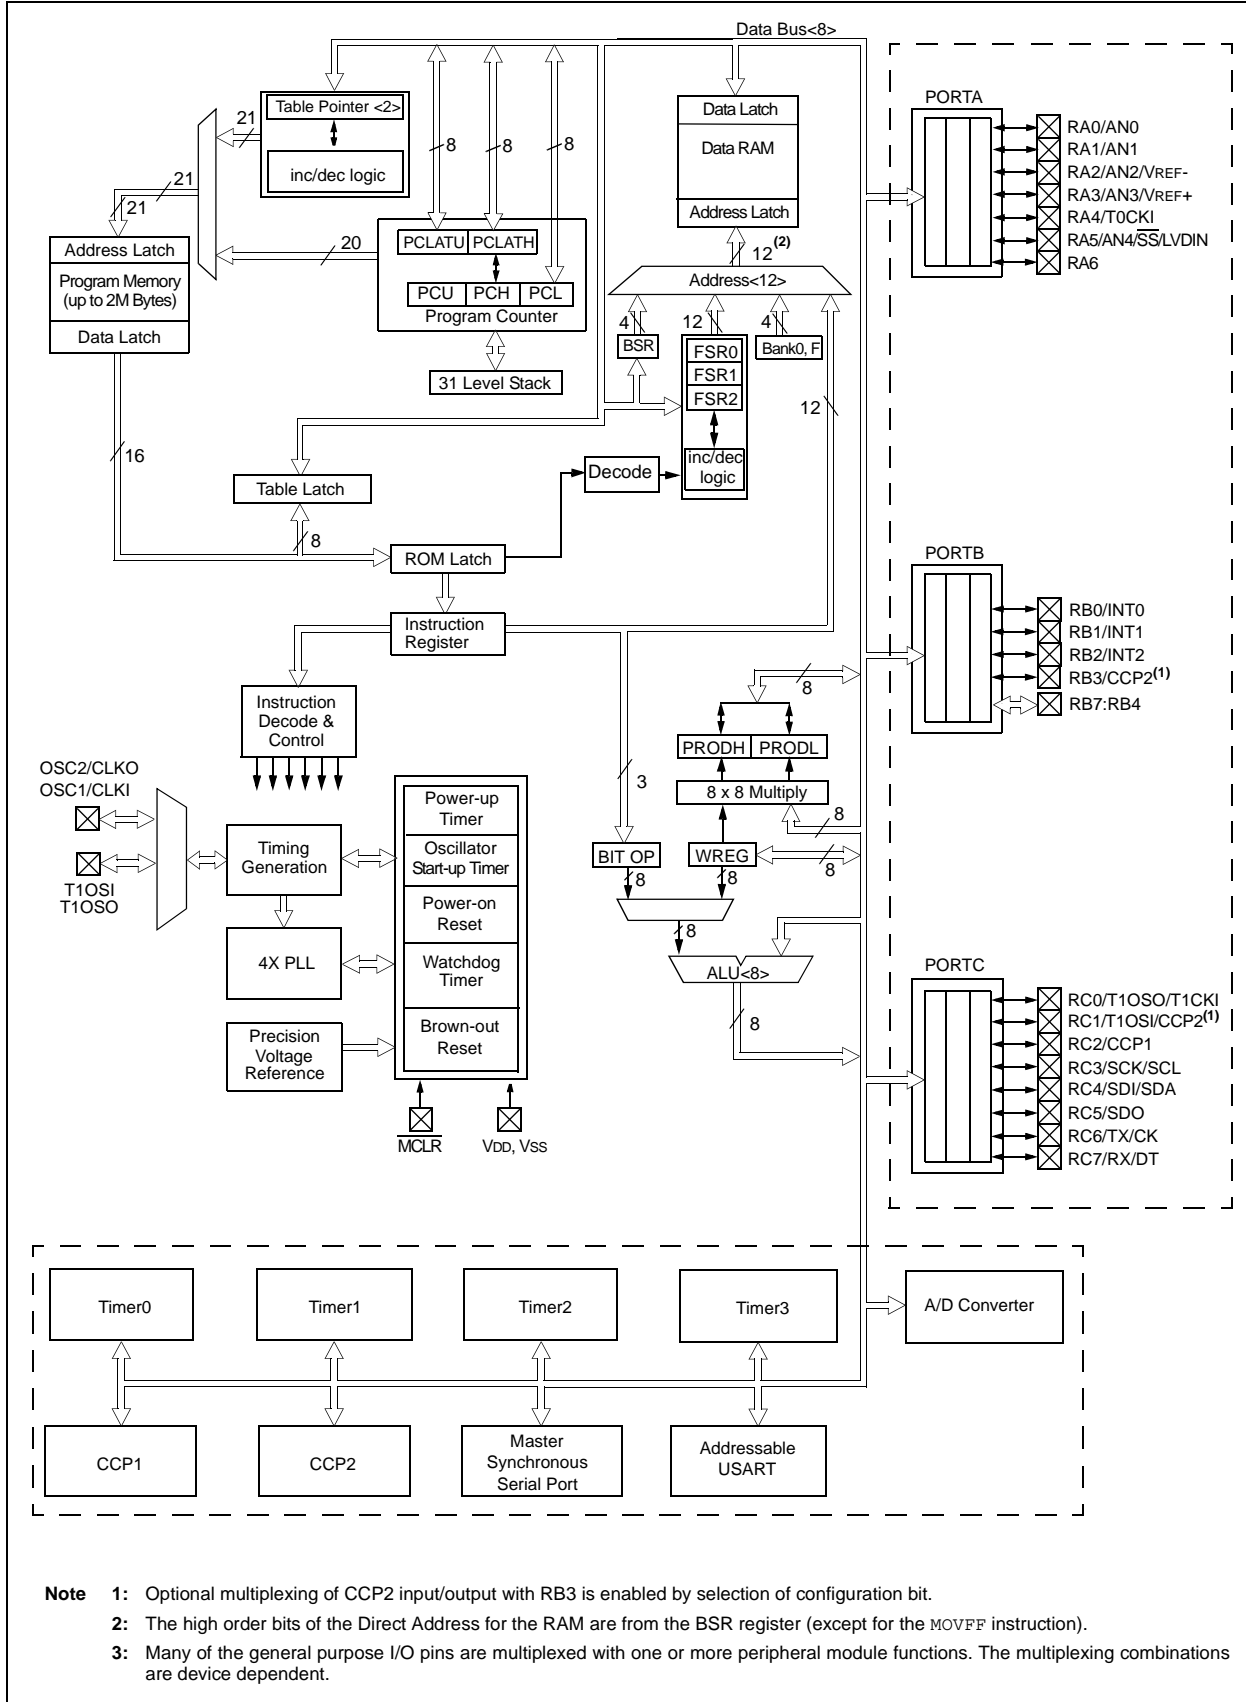 Data Bus<8>
PORTA
Table Pointer <2>
21
Data Latch
RA0/AN0
8
8
8
Data RAM
RA1/AN1
inc/dec logic
RA2/AN2/VREF-
21
RA3/AN3/VREF+
21
Address Latch
RA4/T0CKI
20
PCLATU
PCLATH
12(2)
RA5/AN4/SS/LVDIN
Address Latch
RA6
Program Memory
(up to 2M Bytes)
Address<12>
PCU
PCH
PCL
Program Counter
4
12
4
Data Latch
BSR
FSR0
Bank0, F
FSR1
31 Level Stack
FSR2
12
16
inc/dec
logic
Decode
Table Latch
8
ROM Latch
PORTB
Instruction
Register
RB0/INT0
RB1/INT1
RB2/INT2
RB3/CCP2(1)
8
RB7:RB4
Instruction
Decode &
Control
PRODH
PRODL
OSC2/CLKO
OSC1/CLKI
3
8 x 8 Multiply
Power-up
Timer
8
Timing
Generation
Oscillator
Start-up Timer
BIT OP
WREG
8
8
8
T1OSI
T1OSO
Power-on
Reset
8
4X PLL
Watchdog
Timer
ALU<8>
PORTC
RC0/T1OSO/T1CKI
8
RC1/T1OSI/CCP2(1)
Precision
Voltage
Reference
Brown-out
Reset
RC2/CCP1
RC3/SCK/SCL
RC4/SDI/SDA
RC5/SDO
MCLR
VDD, VSS
RC6/TX/CK
RC7/RX/DT
Timer0
Timer1
Timer2
Timer3
A/D Converter
CCP1
CCP2
Master
Synchronous
Serial Port
Addressable
USART
Note 1: Optional multiplexing of CCP2 input/output with RB3 is enabled by selection of configuration bit.
2: The high order bits of the Direct Address for the RAM are from the BSR register (except for the MOVFF instruction).
3: Many of the general purpose I/O pins are multiplexed with one or more peripheral module functions. The multiplexing combinations
are device dependent.